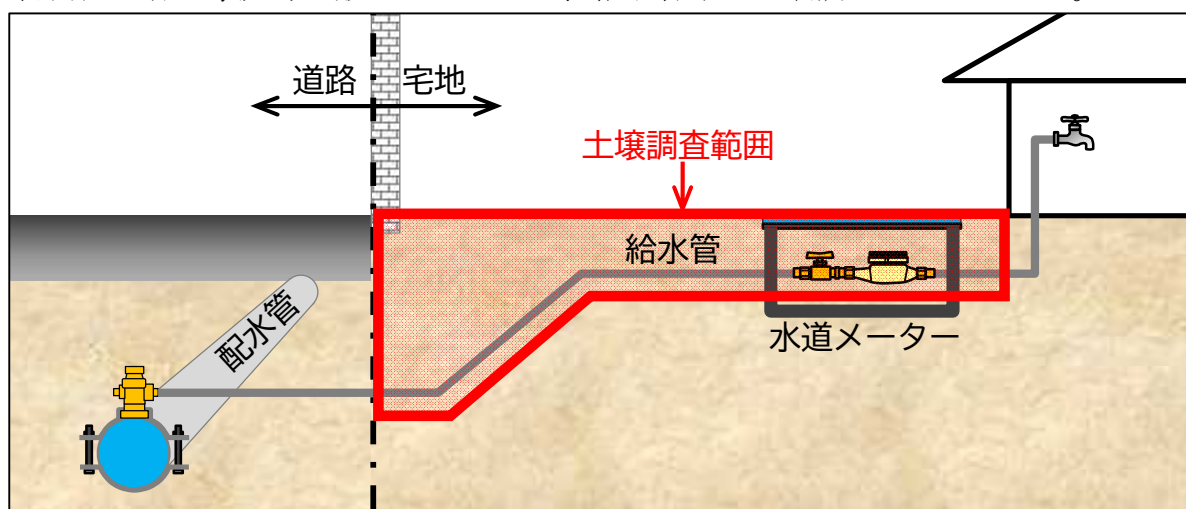 道路 宅地
土壌調査範囲
給水管
配水管
水道メーター